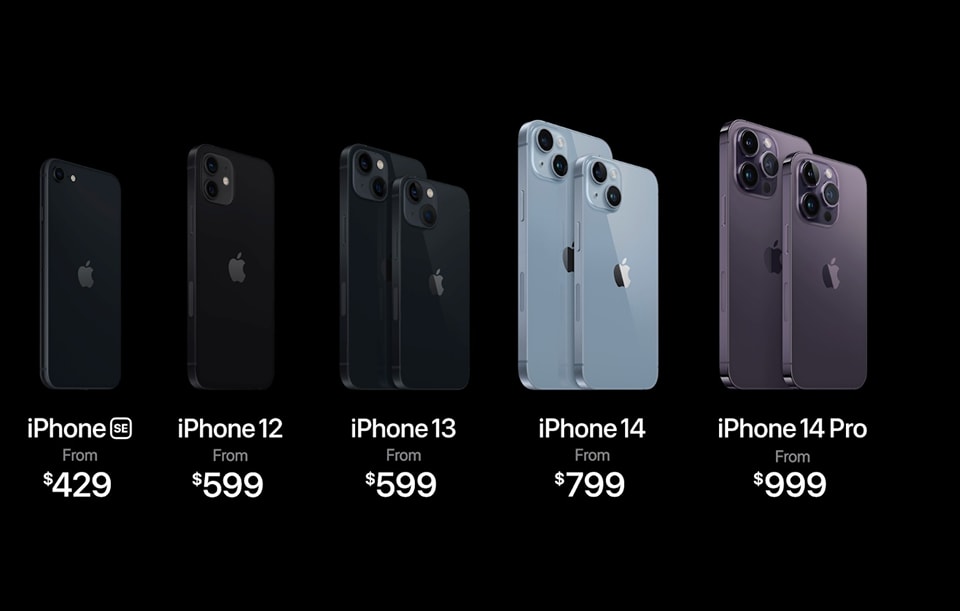 iPhone SE
From
$429
iPhone 12
From
$599
iPhone 13
From
$599
iPhone 14
From
$799
iPhone 14 Pro
From
$999